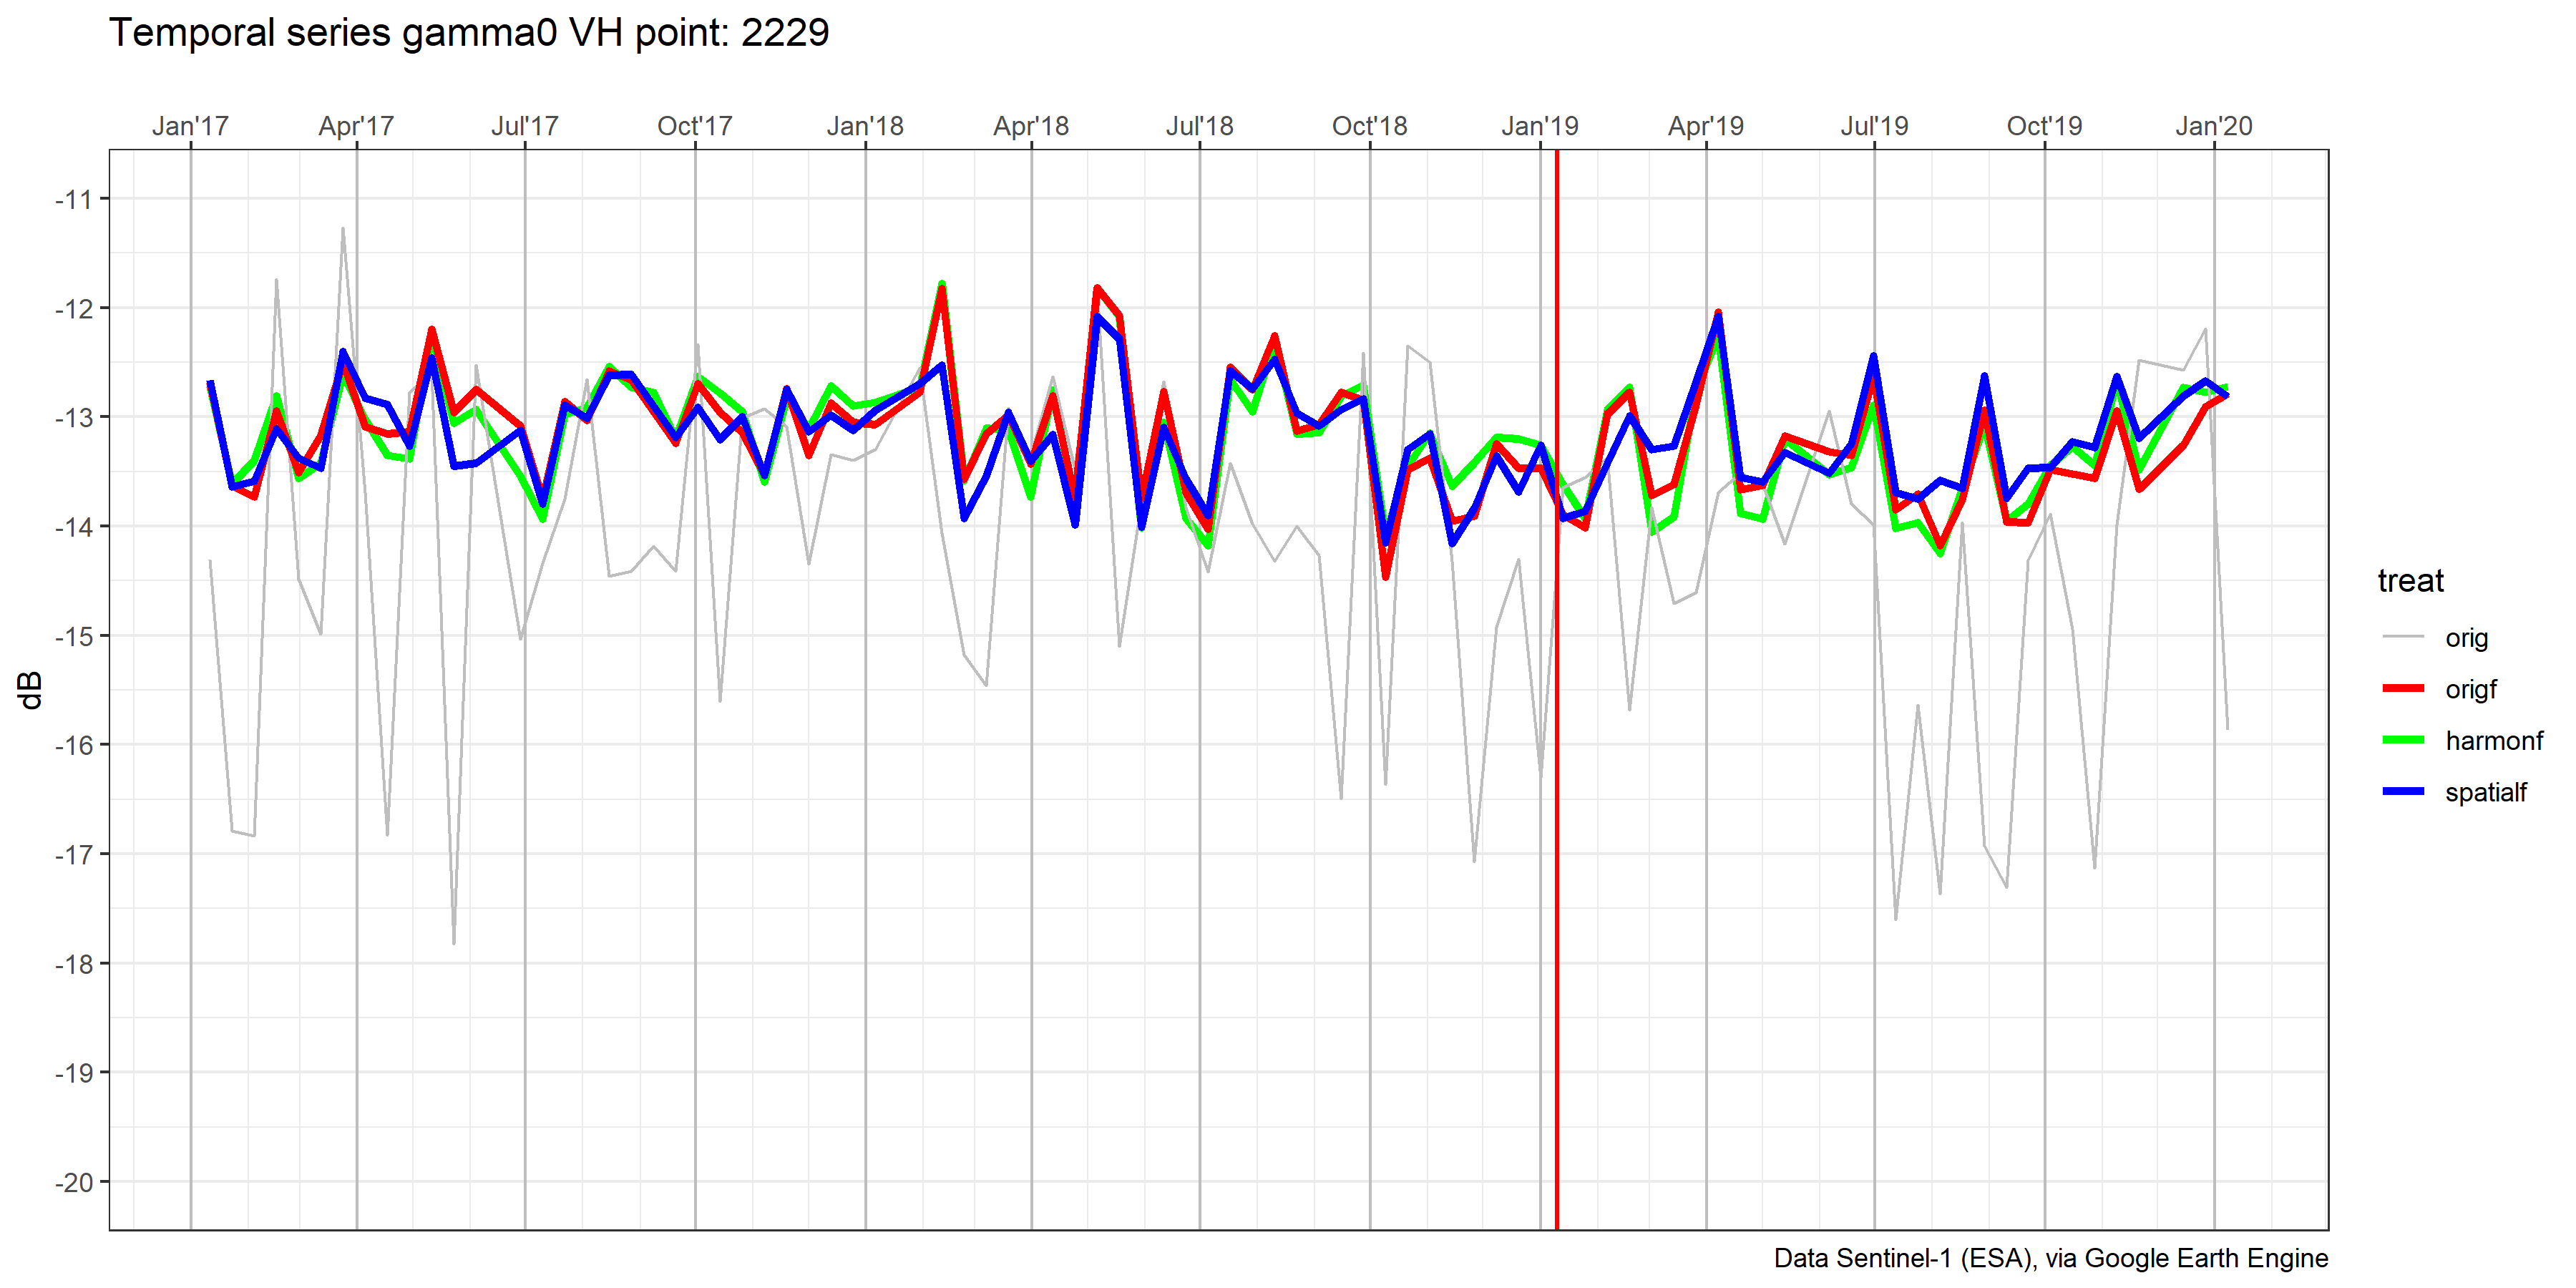 Temporal series gamma0 VH point: 2229
Jan'17 Apr'17 Jul'17 Oct'17 Jan'18 Apr'18 Jul'18 Oct'18 Jan'19 Apr'19 Jul'19 Oct'19 Jan'20
-11
-12
-13
-14
-15
-16
-17
-18
-19
-20
dB
treat
orig
origf
harmonf
spatialf
Data Sentinel-1 (ESA), via Google Earth Engine